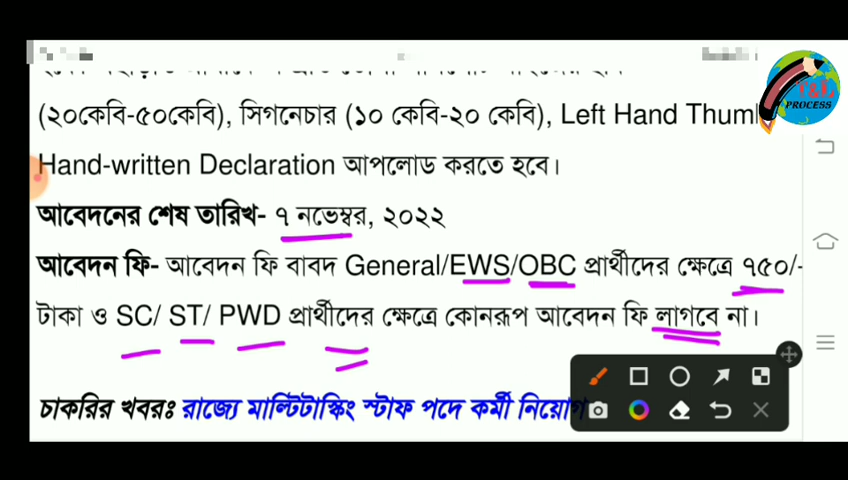 (২০কেবি-৫০কেবি), সিগনেচার (১০ কেবি-২০ কেবি), Left Hand Thum
Hand-written Declaration আপলোড করতে হবে।
আবেদনের শেষ তারিখ- ৭ নভেম্বর, ২০২২
আবেদন ফি- আবেদন ফি বাবদ General/EWS/OBC প্রার্থীদের ক্ষেত্রে ৭৫০/-
টাকা ও SC/ ST/ PWD প্রার্থীদের ক্ষেত্রে কোনরূপ আবেদন ফি লাগবে না।
চাকরির খবরঃ রাজ্যে মাল্টিটাস্কিং স্টাফ পদে কর্মী নিয়োগ
PROCESS